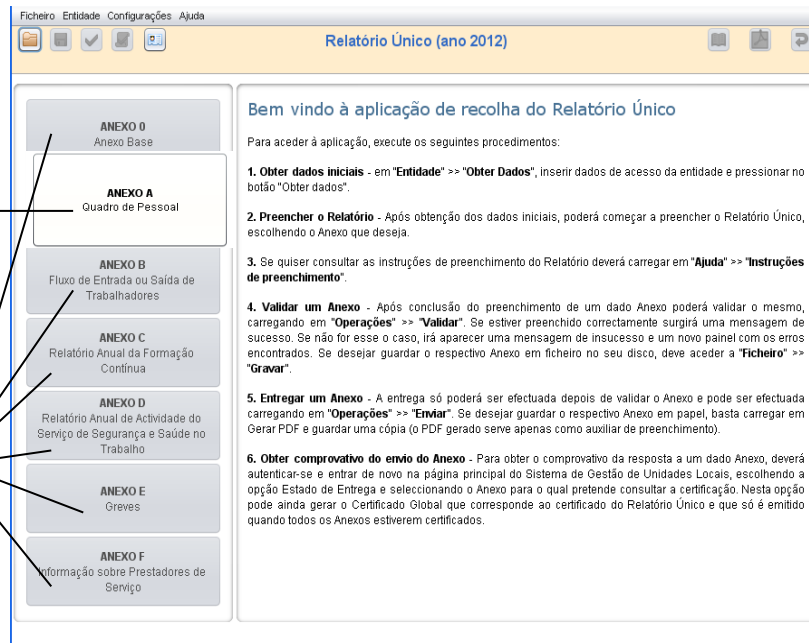 Ficheiro Entidade Configurações Ajuda
Relatório Único (ano 2012)
ANEXO 0
Anexo Base
ANEXO A
Quadro de Pessoal
ANEXO B
Fluxo de Entrada ou Saída de
Trabalhadores
ANEXO C
Relatório Anual da Formação
Contínua
ANEXO D
Relatório Anual de Actividade do
Serviço de Segurança e Saúde no
Trabalho
ANEXO E
Greves
ANEXO F
Informação sobre Prestadores de
Serviço
Bem vindo à aplicação de recolha do Relatório Único
Para aceder à aplicação, execute os seguintes procedimentos:
1. Obter dados iniciais - em "Entidade" >> "Obter Dados", inserir dados de acesso da entidade e pressionar no
botão "Obter dados".
2. Preencher o Relatório - Após obtenção dos dados iniciais, poderá começar a preencher o Relatório Único,
escolhendo o Anexo que deseja.
3. Se quiser consultar as instruções de preenchimento do Relatório deverá carregar em "Ajuda" >> "Instruções
de preenchimento".
4. Validar um Anexo - Após conclusão do preenchimento de um dado Anexo poderá validar o mesmo,
carregando em "Operações" >> "Validar". Se estiver preenchido correctamente surgirá uma mensagem de
sucesso. Se não for esse o caso, irá aparecer uma mensagem de insucesso e um novo painel com os erros
encontrados. Se desejar guardar o respectivo Anexo em ficheiro no seu disco, deve aceder a "Ficheiro" >>
"Gravar".
5. Entregar um Anexo - A entrega só poderá ser efectuada depois de validar o Anexo e pode ser efectuada
carregando em "Operações" >> "Enviar". Se desejar guardar o respectivo Anexo em papel, basta carregar em
Gerar PDF e guardar uma cópia (o PDF gerado serve apenas como auxiliar de preenchimento).
6. Obter comprovativo do envio do Anexo - Para obter o comprovativo da resposta a um dado Anexo, deverá
autenticar-se e entrar de novo na página principal do Sistema de Gestão de Unidades Locais, escolhendo a
opção Estado de Entrega e seleccionando o Anexo para o qual pretende consultar a certificação. Nesta opção
pode ainda gerar o Certificado Global que corresponde ao certificado do Relatório Único e que só é emitido
quando todos os Anexos estiverem certificados.